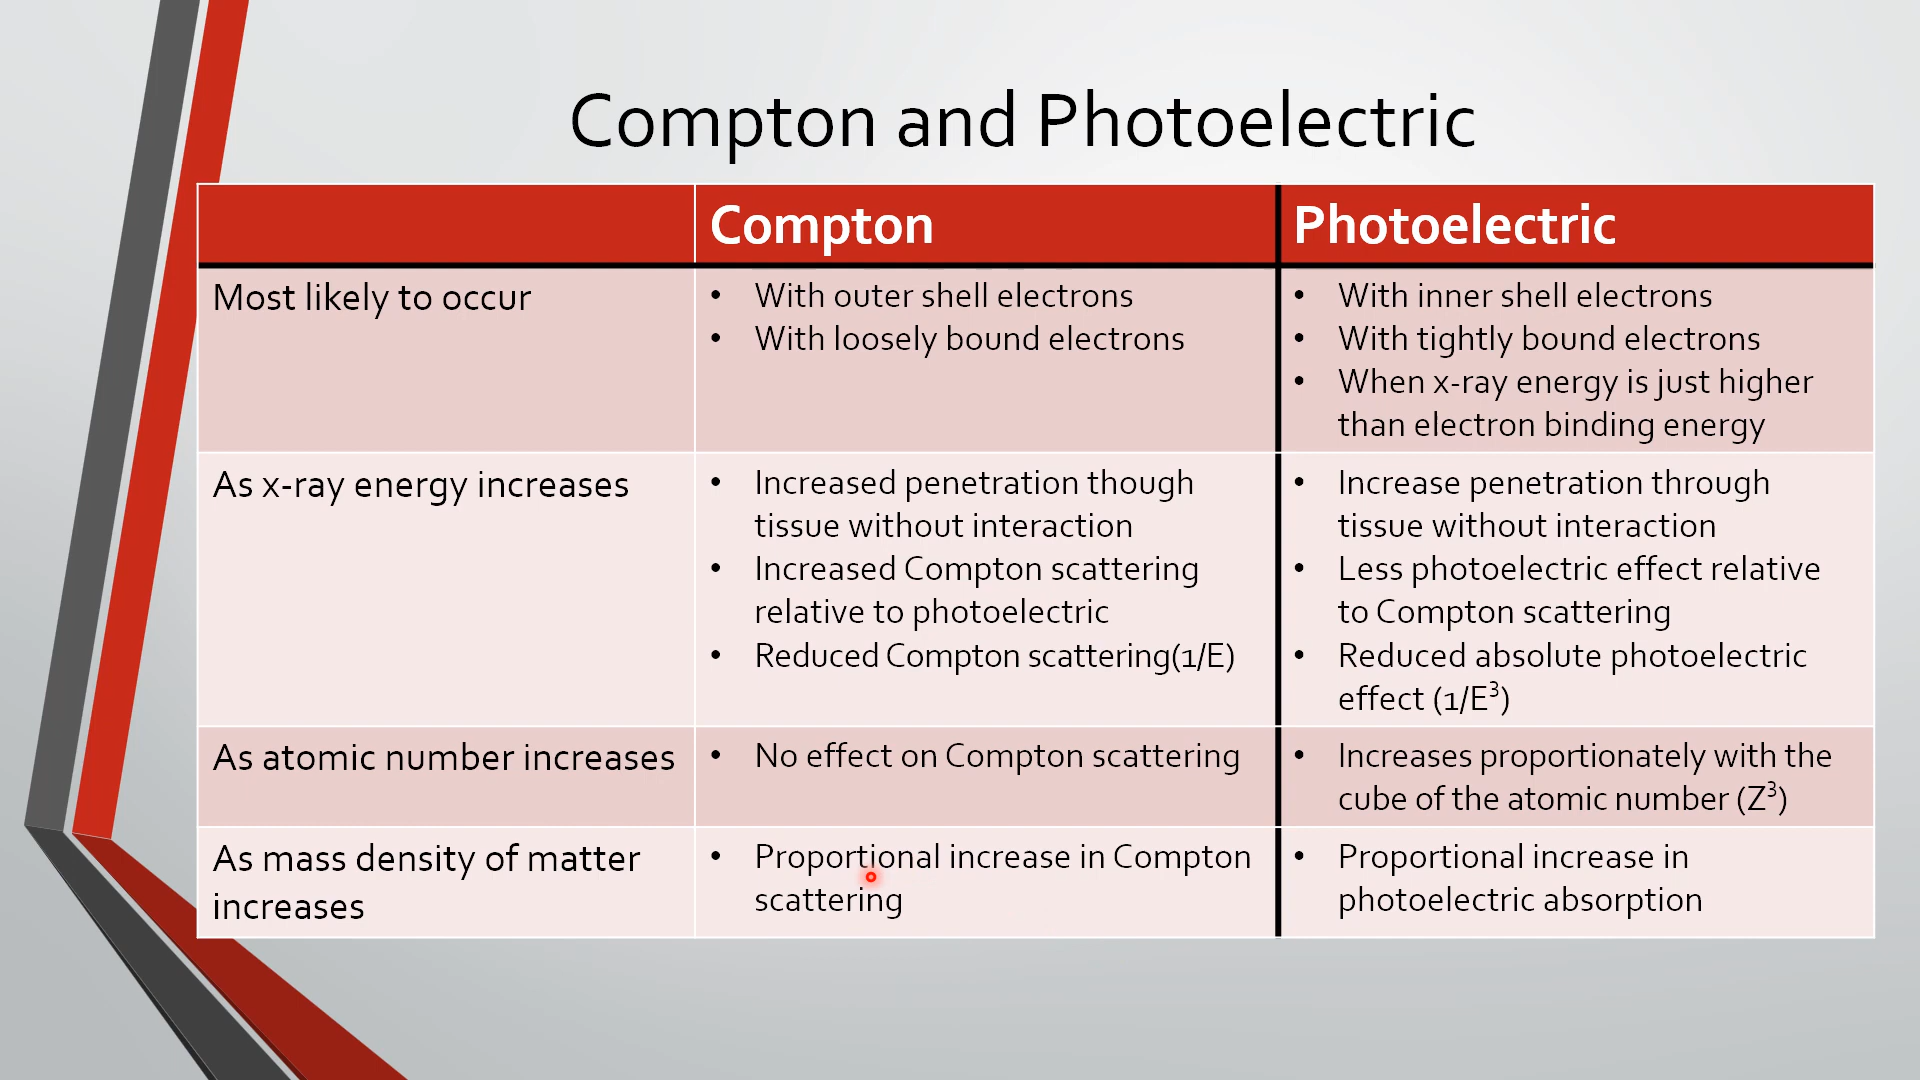 Compton and Photoelectric
Compton
Photoelectric
Most likely to occur
• With outer shell electrons
• With loosely bound electrons
• With inner shell electrons
• With tightly bound electrons
• When x-ray energy is just higher
than electron binding energy
As x-ray energy increases
• Increased penetration though
tissue without interaction
• Increased Compton scattering
relative to photoelectric
• Reduced Compton scattering(1/E)
• Increase penetration through
tissue without interaction
• Less photoelectric effect relative
to Compton scattering
• Reduced absolute photoelectric
effect (1/E³)
As atomic number increases
• No effect on Compton scattering
• Increases proportionately with the
cube of the atomic number (Z³)
As mass density of matter
increases
• Proportional increase in Compton
scattering
• Proportional increase in
photoelectric absorption